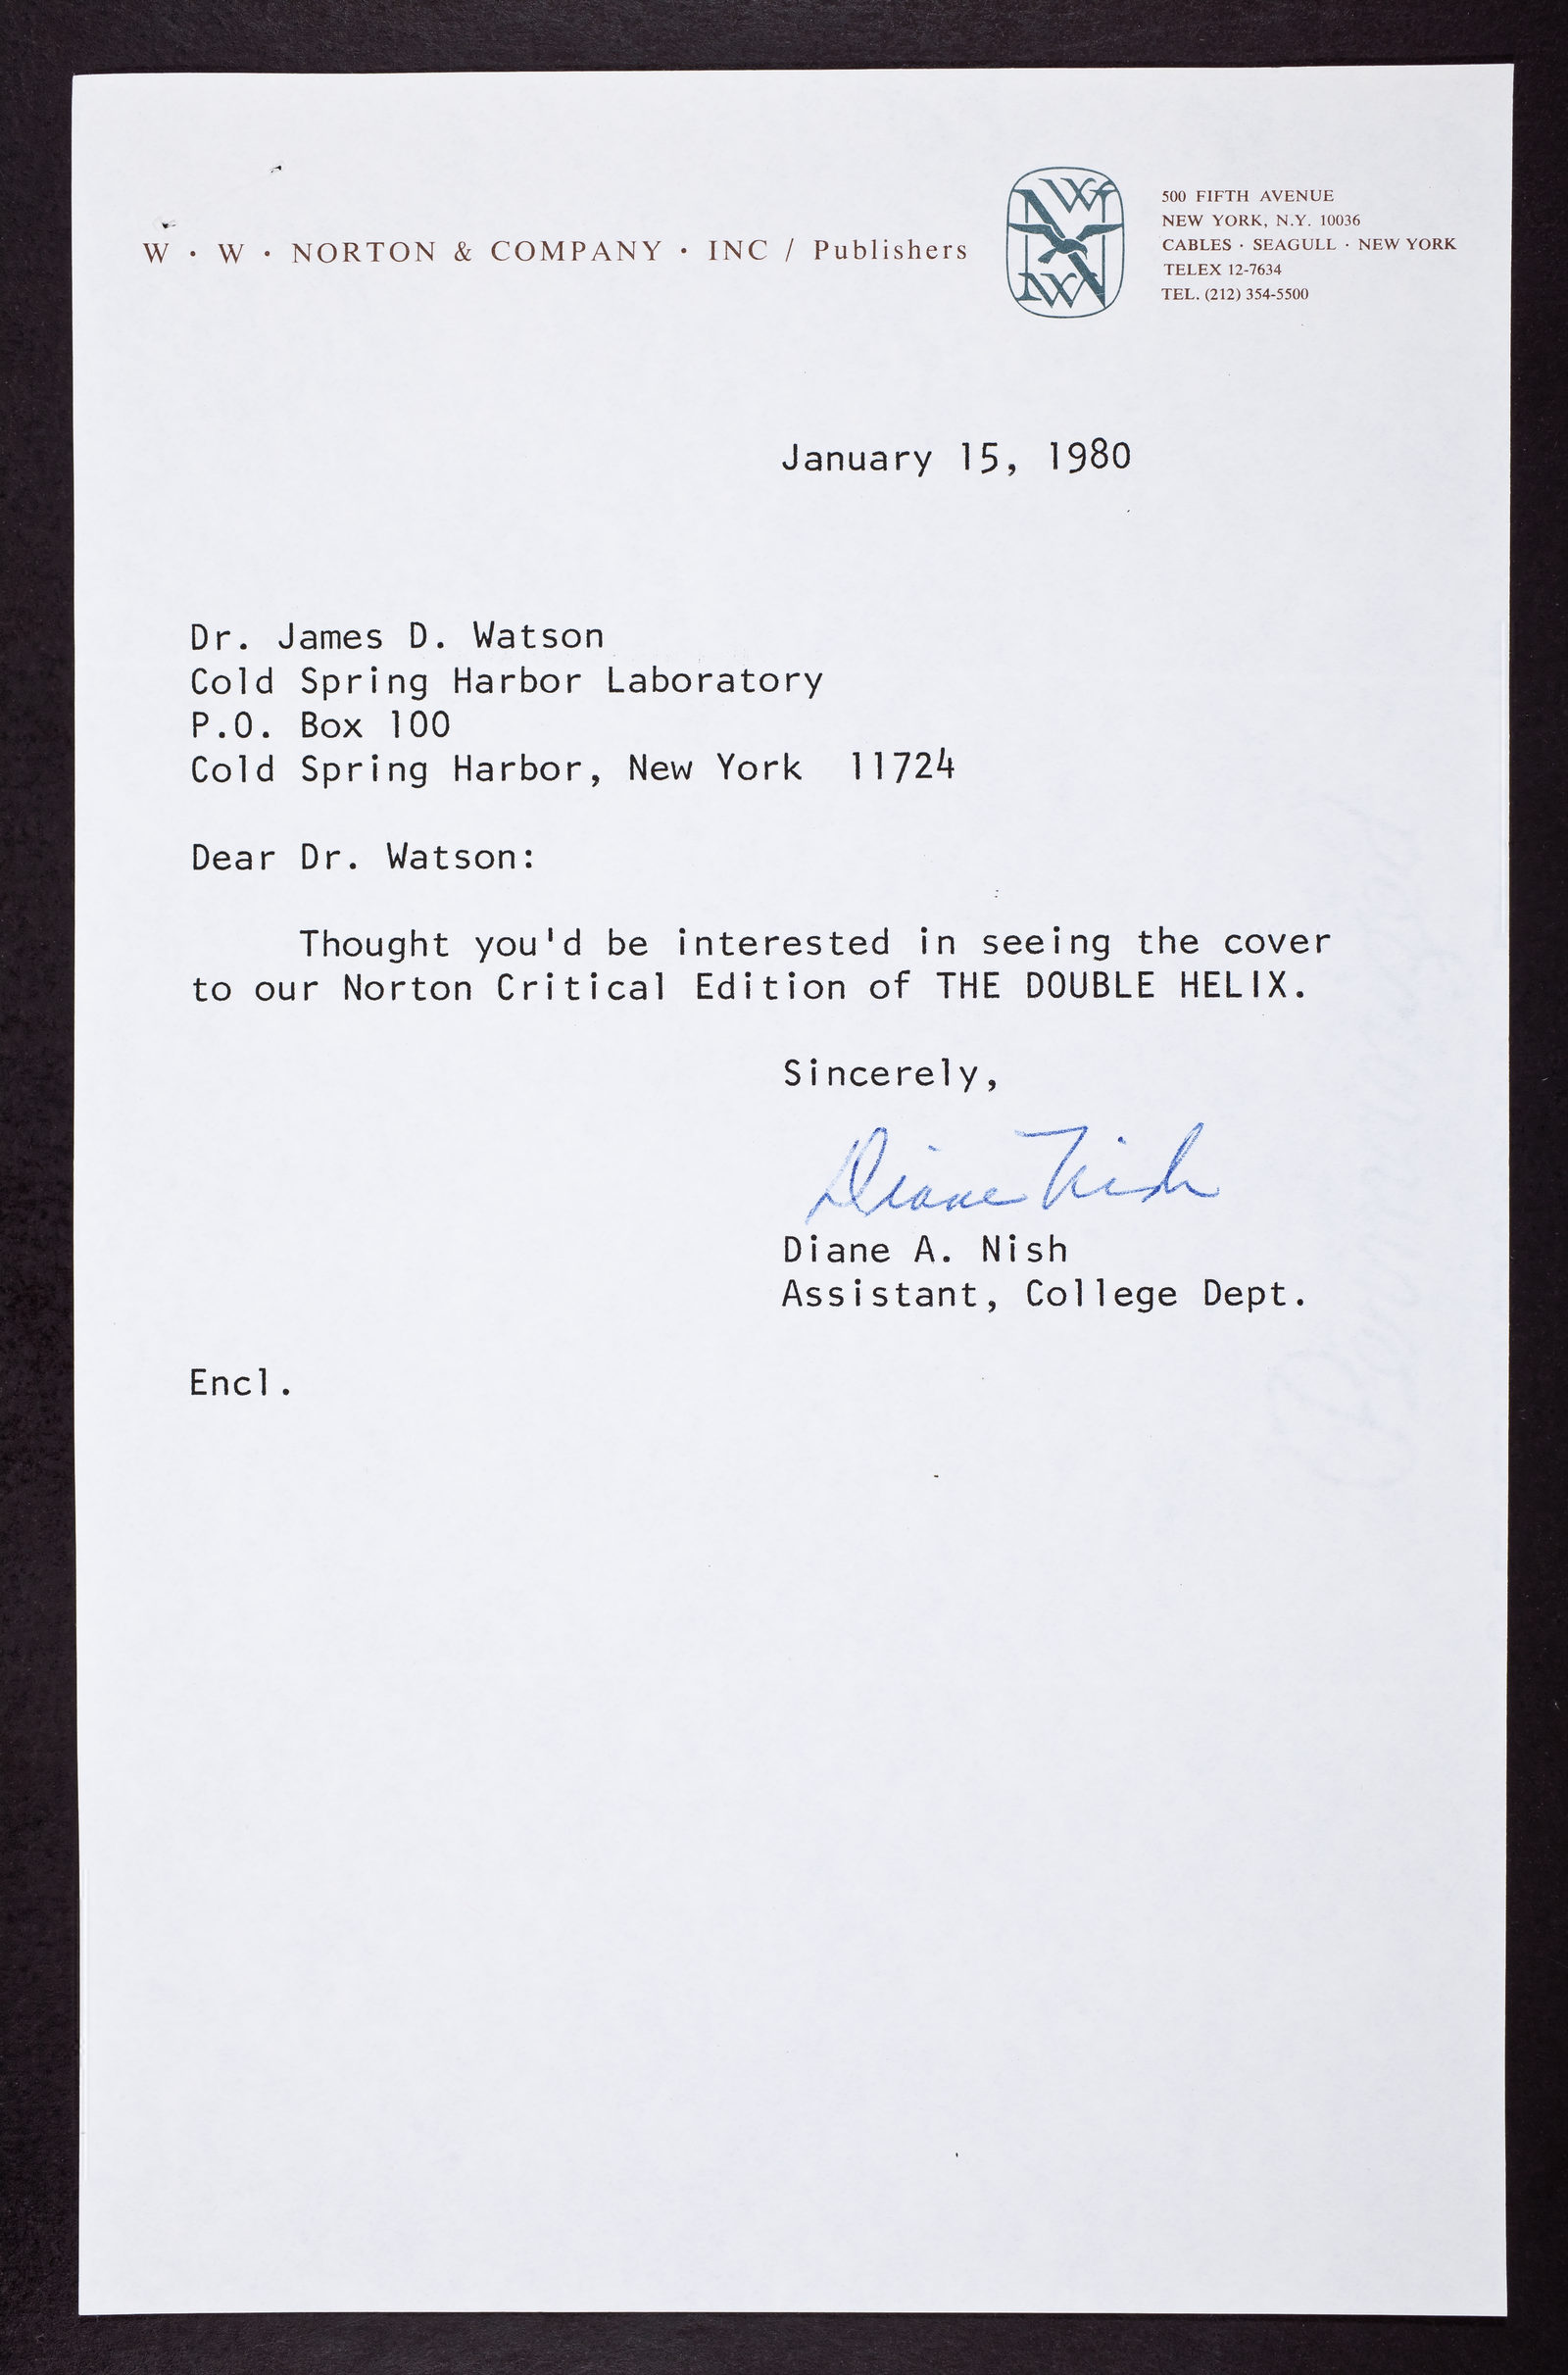 W · W · NORTON & COMPANY · INC / Publishers
500 FIFTH AVENUE
NEW YORK, N.Y. 10036
CABLES · SEAGULL · NEW YORK
TELEX 12-7634
TEL. (212) 354-5500
January 15, 1980
Dr. James D. Watson
Cold Spring Harbor Laboratory
P.O. Box 100
Cold Spring Harbor, New York  11724
Dear Dr. Watson:
Thought you'd be interested in seeing the cover
to our Norton Critical Edition of THE DOUBLE HELIX.
Sincerely,
Diane Nish
Diane A. Nish
Assistant, College Dept.
Encl.